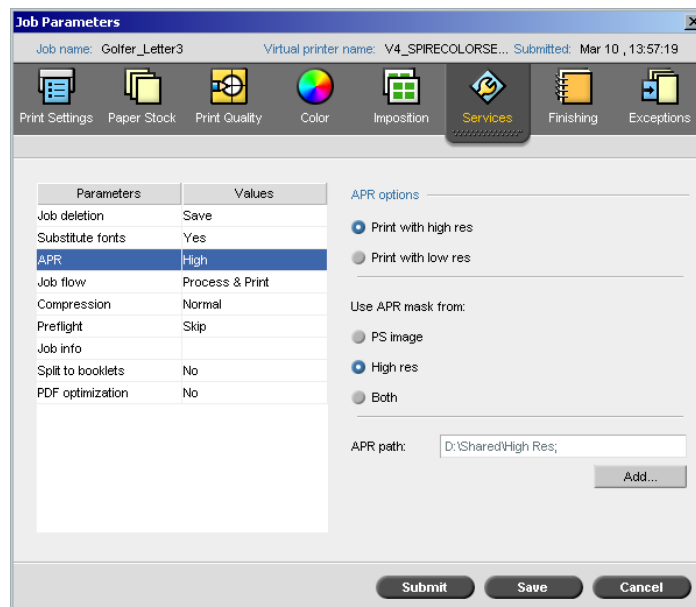 Job Parameters
Job name: Golfer_Letter3 Virtual printer name: V4_SPIRECOLORSE... Submitted: Mar 10 , 13:57:19
Print Settings Paper Stock Print Quality Color Imposition Services Finishing Exceptions
Parameters Values
Job deletion Save
Substitute fonts Yes
APR High
Job flow Process & Print
Compression Normal
Preflight Skip
Job info
Split to booklets No
PDF optimization No
APR options
Print with high res
Print with low res
Use APR mask from:
PS image
High res
Both
APR path: D:\Shared\High Res;
Add...
Submit Save Cancel